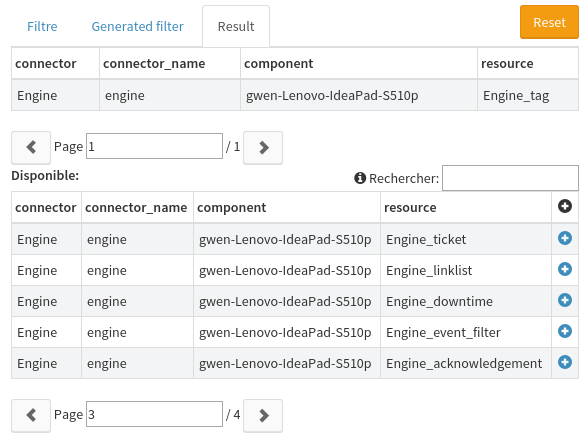 Filtre Generated filter Result Reset
connector connector_name component resource
Engine engine gwen-Lenovo-IdeaPad-S510p Engine_tag
Page 1 / 1
Disponible: Rechercher:
connector connector_name component resource
Engine engine gwen-Lenovo-IdeaPad-S510p Engine_ticket
Engine engine gwen-Lenovo-IdeaPad-S510p Engine_linklist
Engine engine gwen-Lenovo-IdeaPad-S510p Engine_downtime
Engine engine gwen-Lenovo-IdeaPad-S510p Engine_event_filter
Engine engine gwen-Lenovo-IdeaPad-S510p Engine_acknowledgement
Page 3 / 4